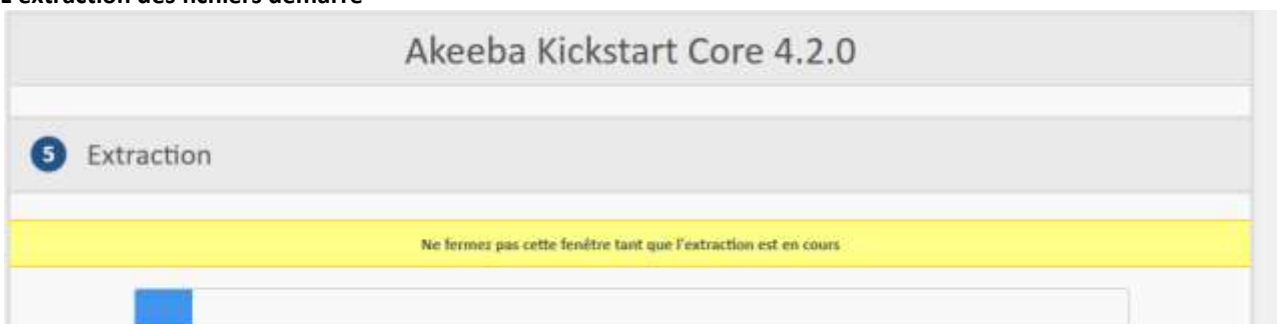 L'extraction des fichiers démarre
Akeeba Kickstart Core 4.2.0
5 Extraction
Ne fermez pas cette fenêtre tant que l'extraction est en cours